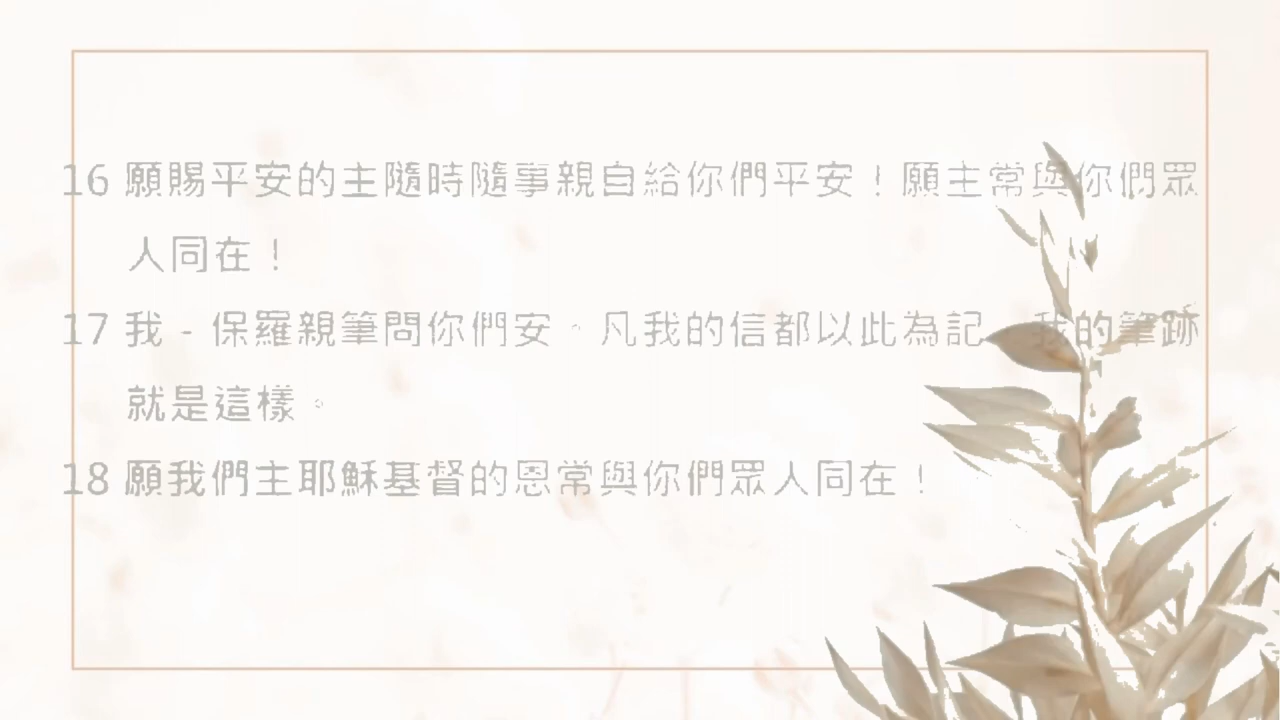 16 願賜平安的主隨時隨事親自給你們平安！願主常與你們眾
人同在！
17 我-保羅親筆問你們安。凡我的信都以此為記，我的筆跡
就是這樣。
18 願我們主耶穌基督的恩常與你們眾人同在！